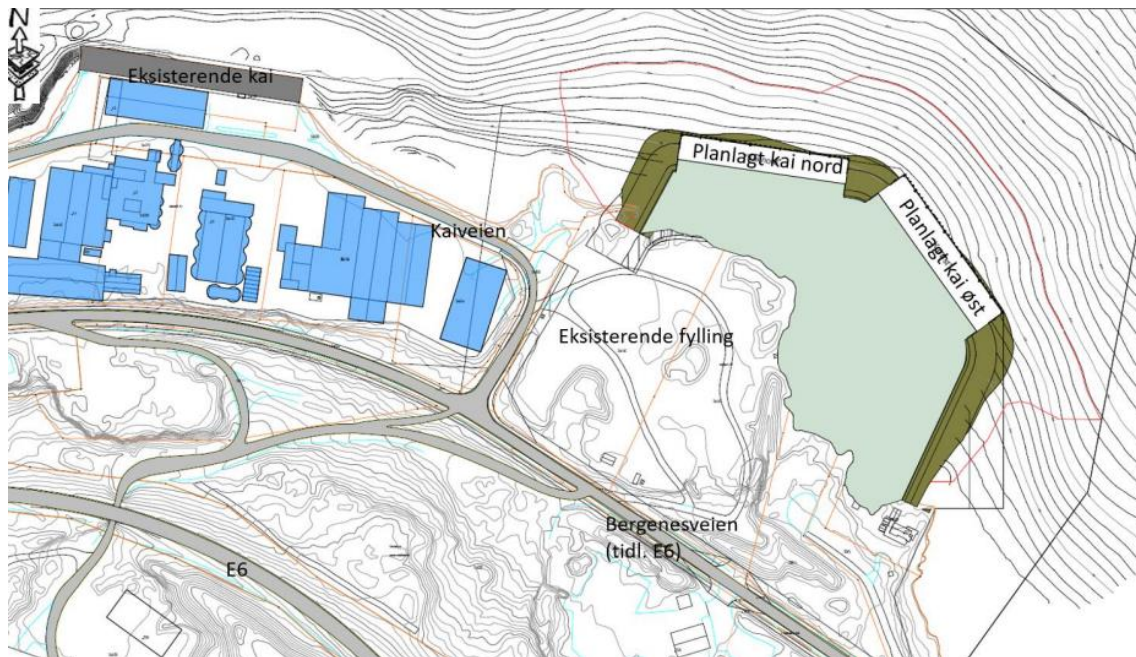 N
Eksisterende kai
Planlagt kai nord
Planlagt kai øst
Kaiveien
Eksisterende fylling
Bergenesveien
(tidl. E6)
E6